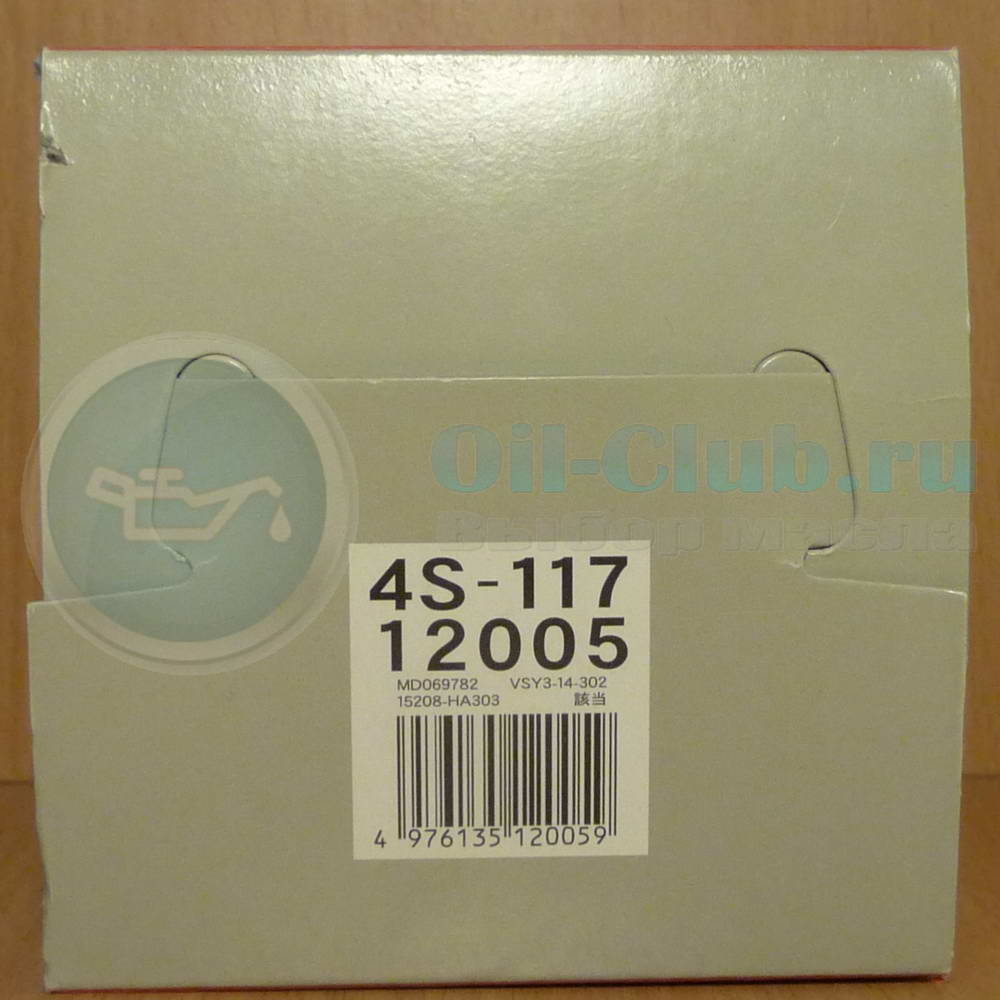 Oil-Club.ru
Выбор масла
4S-117
12005
MD069782 VSY3-14-302
15208-HA303 該当
4 976135 120059